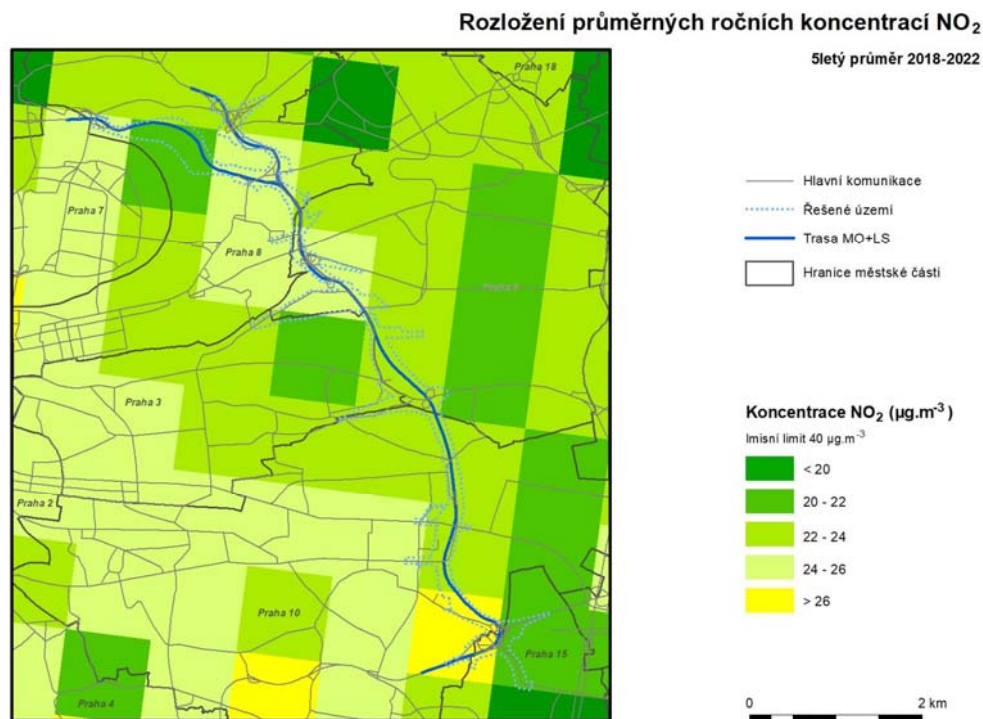 Rozložení průměrných ročních koncentrací NO₂
5letý průměr 2018-2022
Praha 18
Hlavní komunikace
Praha 7
Řešené území
Trasa MO+LS
Praha 8
Hranice městské části
Praha 3
Koncentrace NO₂ (µg.m⁻³)
Imisní limit 40 µg.m⁻³
< 20
20 - 22
Praha 2
22 - 24
24 - 26
> 26
Praha 10
Praha 15
Praha 4
0 2 km